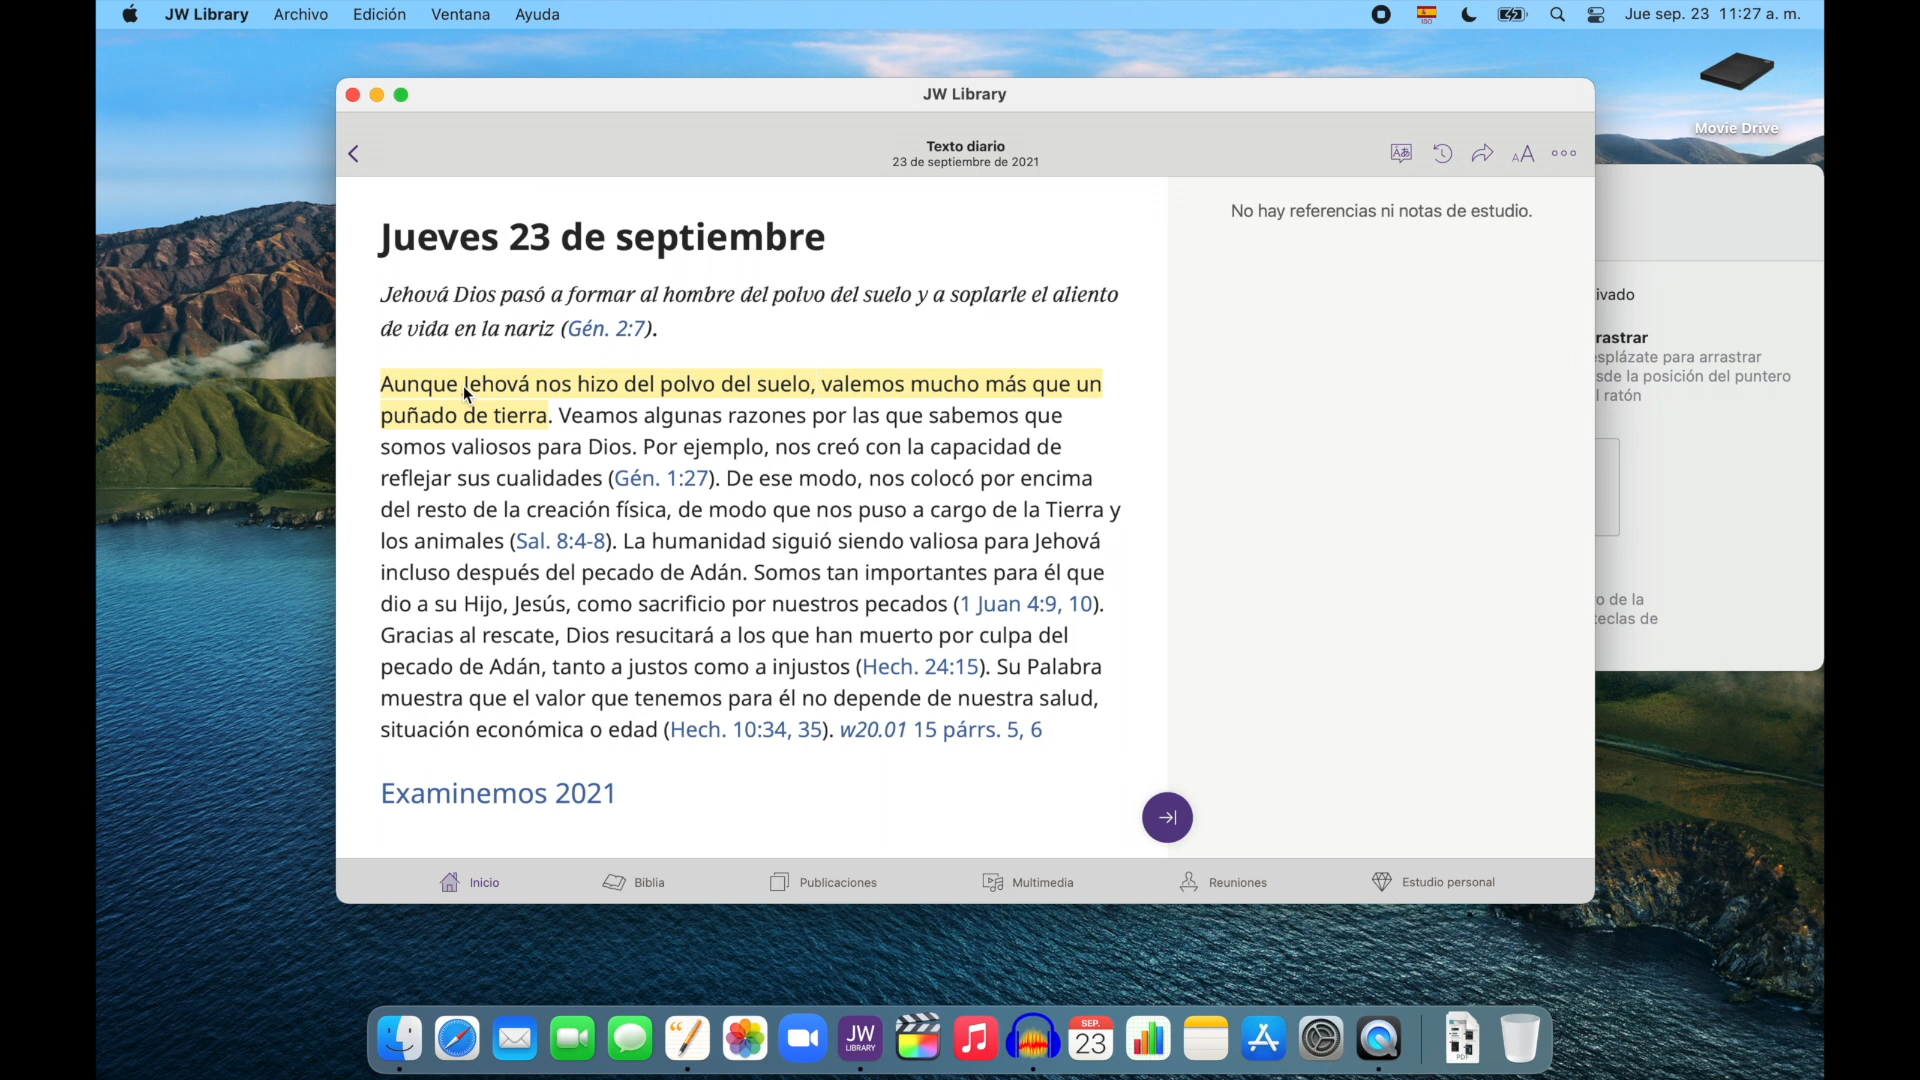 JW Library Archivo Edición Ventana Ayuda
ISO
Jue sep. 23 11:27 a. m.
Movie Drive
JW Library
Texto diario
23 de septiembre de 2021
Jueves 23 de septiembre
Jehová Dios pasó a formar al hombre del polvo del suelo y a soplarle el aliento
de vida en la nariz (Gén. 2:7).
Aunque Jehová nos hizo del polvo del suelo, valemos mucho más que un
puñado de tierra. Veamos algunas razones por las que sabemos que
somos valiosos para Dios. Por ejemplo, nos creó con la capacidad de
reflejar sus cualidades (Gén. 1:27). De ese modo, nos colocó por encima
del resto de la creación física, de modo que nos puso a cargo de la Tierra y
los animales (Sal. 8:4-8). La humanidad siguió siendo valiosa para Jehová
incluso después del pecado de Adán. Somos tan importantes para él que
dio a su Hijo, Jesús, como sacrificio por nuestros pecados (1 Juan 4:9, 10).
Gracias al rescate, Dios resucitará a los que han muerto por culpa del
pecado de Adán, tanto a justos como a injustos (Hech. 24:15). Su Palabra
muestra que el valor que tenemos para él no depende de nuestra salud,
situación económica o edad (Hech. 10:34, 35). w20.01 15 párrs. 5, 6
Examinemos 2021
No hay referencias ni notas de estudio.
ivado
rastrar
esplázate para arrastrar
sde la posición del puntero
l ratón
o de la
teclas de
Inicio
Biblia
Publicaciones
Multimedia
Reuniones
Estudio personal
JW
LIBRARY
SEP.
23
PDF